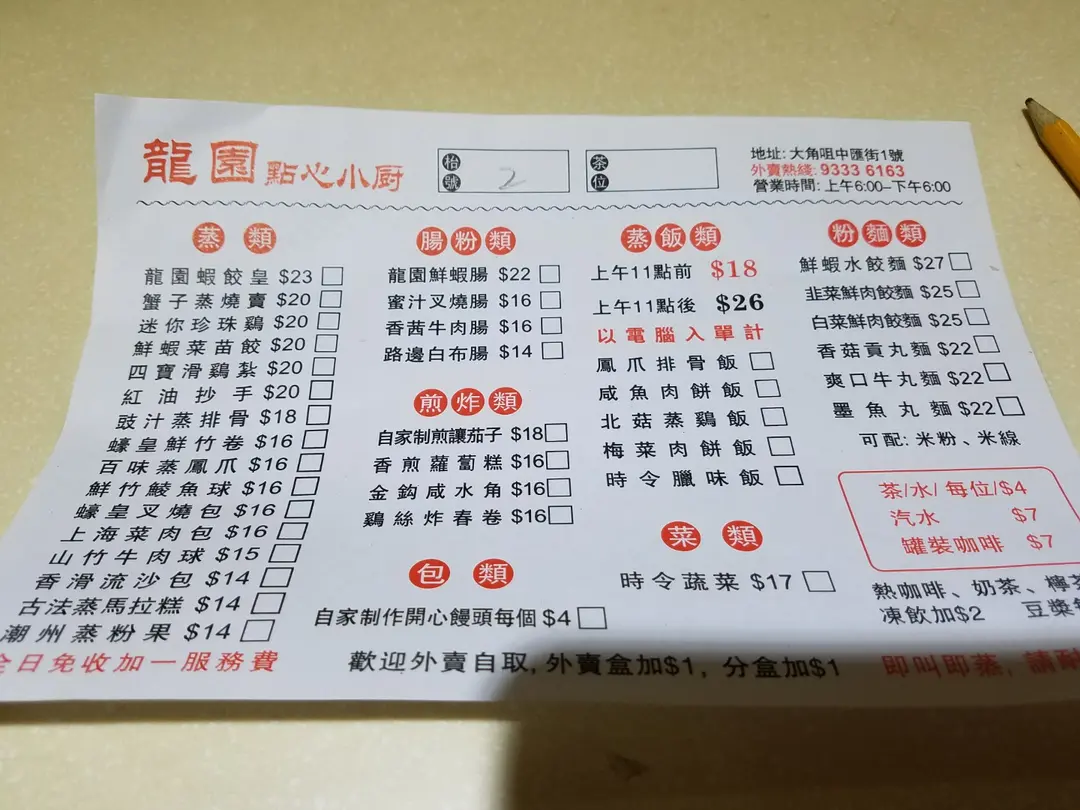 龍園點心小厨
枱號 2
茶位
地址: 大角咀中匯街1號
外賣熱綫: 9333 6163
營業時間: 上午6:00–下午6:00
蒸類
龍園蝦餃皇 $23
蟹子蒸燒賣 $20
迷你珍珠鷄 $20
鮮蝦菜苗餃 $20
四寶滑鷄紮 $20
紅油抄手 $20
豉汁蒸排骨 $18
蠔皇鮮竹卷 $16
百味蒸鳳爪 $16
鮮竹鯪魚球 $16
蠔皇叉燒包 $16
上海菜肉包 $16
山竹牛肉球 $15
香滑流沙包 $14
古法蒸馬拉糕 $14
潮州蒸粉果 $14
腸粉類
龍園鮮蝦腸 $22
蜜汁叉燒腸 $16
香茜牛肉腸 $16
路邊白布腸 $14
煎炸類
自家制煎讓茄子 $18
香煎蘿蔔糕 $16
金鈎咸水角 $16
鷄絲炸春卷 $16
包類
自家制作開心饅頭每個 $4
蒸飯類
上午11點前 $18
上午11點後 $26
以電腦入單計
鳳爪排骨飯
咸魚肉餅飯
北菇蒸鷄飯
梅菜肉餅飯
時令臘味飯
菜類
時令蔬菜 $17
粉麵類
鮮蝦水餃麵 $27
韭菜鮮肉餃麵 $25
白菜鮮肉餃麵 $25
香菇貢丸麵 $22
爽口牛丸麵 $22
墨魚丸麵 $22
可配: 米粉、米線
茶/水/ 每位/$4
汽水 $7
罐裝咖啡 $7
熱咖啡、奶茶、檸茶
凍飲加$2 豆漿
全日免收加一服務費
歡迎外賣自取, 外賣盒加$1, 分盒加$1
即叫即蒸, 請